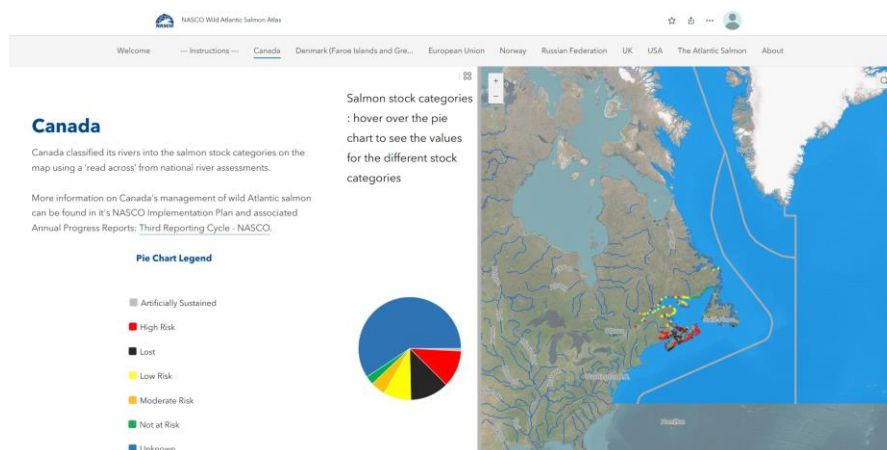 NASCO
NASCO Wild Atlantic Salmon Atlas
Welcome
--- Instructions ---
Canada
Denmark (Faroe Islands and Gre...
European Union
Norway
Russian Federation
UK
USA
The Atlantic Salmon
About
Canada
Canada classified its rivers into the salmon stock categories on the
map using a 'read across' from national river assessments.
More information on Canada's management of wild Atlantic salmon
can be found in it's NASCO Implementation Plan and associated
Annual Progress Reports: Third Reporting Cycle - NASCO.
Pie Chart Legend
Artificially Sustained
High Risk
Lost
Low Risk
Moderate Risk
Not at Risk
Unknown
Salmon stock categories
: hover over the pie
chart to see the values
for the different stock
categories
+
−
Ottawa
Hamilton